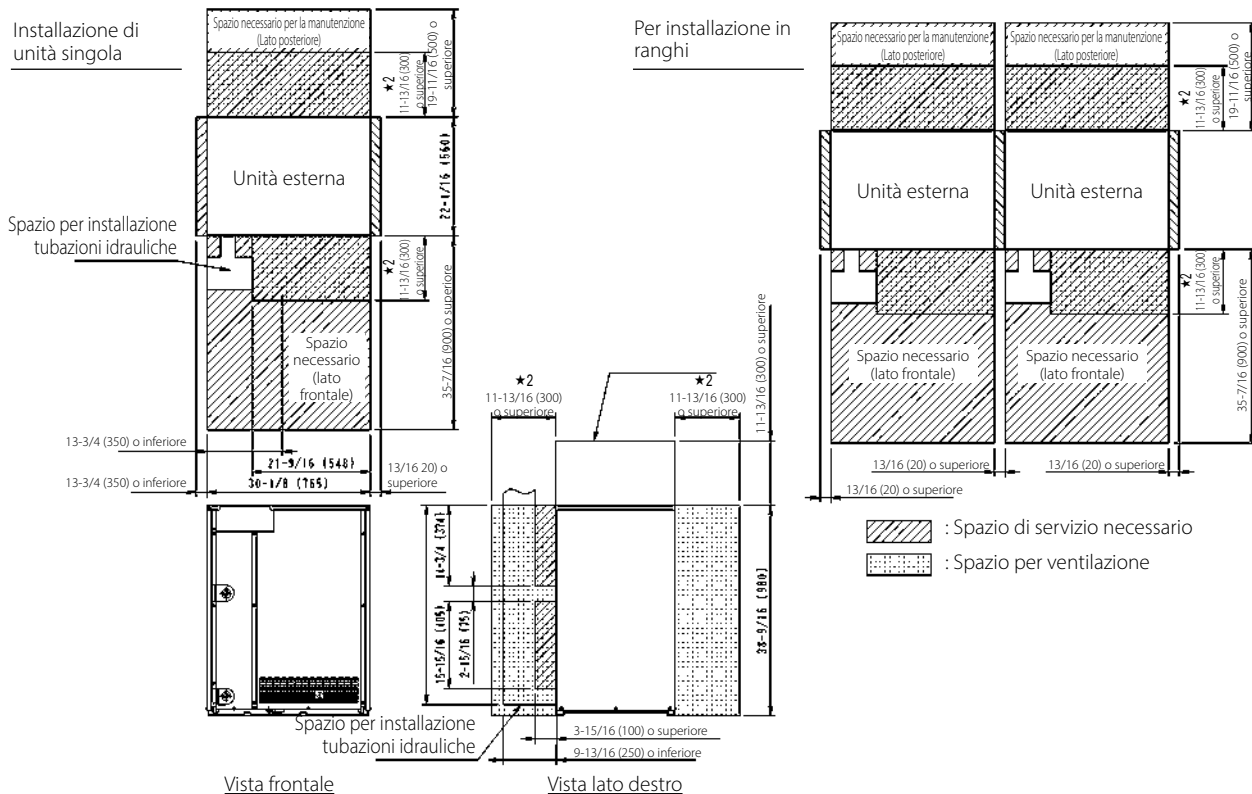 Installazione di
unità singola
Spazio necessario per la manutenzione
(Lato posteriore)
★2
11-13/16 (300)
o superiore
19-11/16 (500) o
superiore
Unità esterna
22-1/16 (560)
Spazio per installazione
tubazioni idrauliche
★2
11-13/16 (300)
o superiore
35-7/16 (900) o superiore
Spazio
necessario
(lato
frontale)
13-3/4 (350) o inferiore
21-9/16 (548)
13-3/4 (350) o inferiore
30-1/8 (765)
13/16 20) o
superiore
Vista frontale
★2
11-13/16 (300)
o superiore
★2
11-13/16 (300)
o superiore
11-13/16 (300) o superiore
14-3/4 (374)
15-15/16 (405)
2-15/16 (75)
38-9/16 (980)
Spazio per installazione
tubazioni idrauliche
3-15/16 (100) o superiore
9-13/16 (250) o inferiore
Vista lato destro
Per installazione in
ranghi
Spazio necessario per la manutenzione
(Lato posteriore)
Spazio necessario per la manutenzione
(Lato posteriore)
★2
11-13/16 (300)
o superiore
19-11/16 (500) o
superiore
Unità esterna
Unità esterna
★2
11-13/16 (300)
o superiore
35-7/16 (900) o superiore
Spazio necessario
(lato frontale)
Spazio necessario
(lato frontale)
13/16 (20) o superiore
13/16 (20) o superiore
13/16 (20) o superiore
: Spazio di servizio necessario
: Spazio per ventilazione